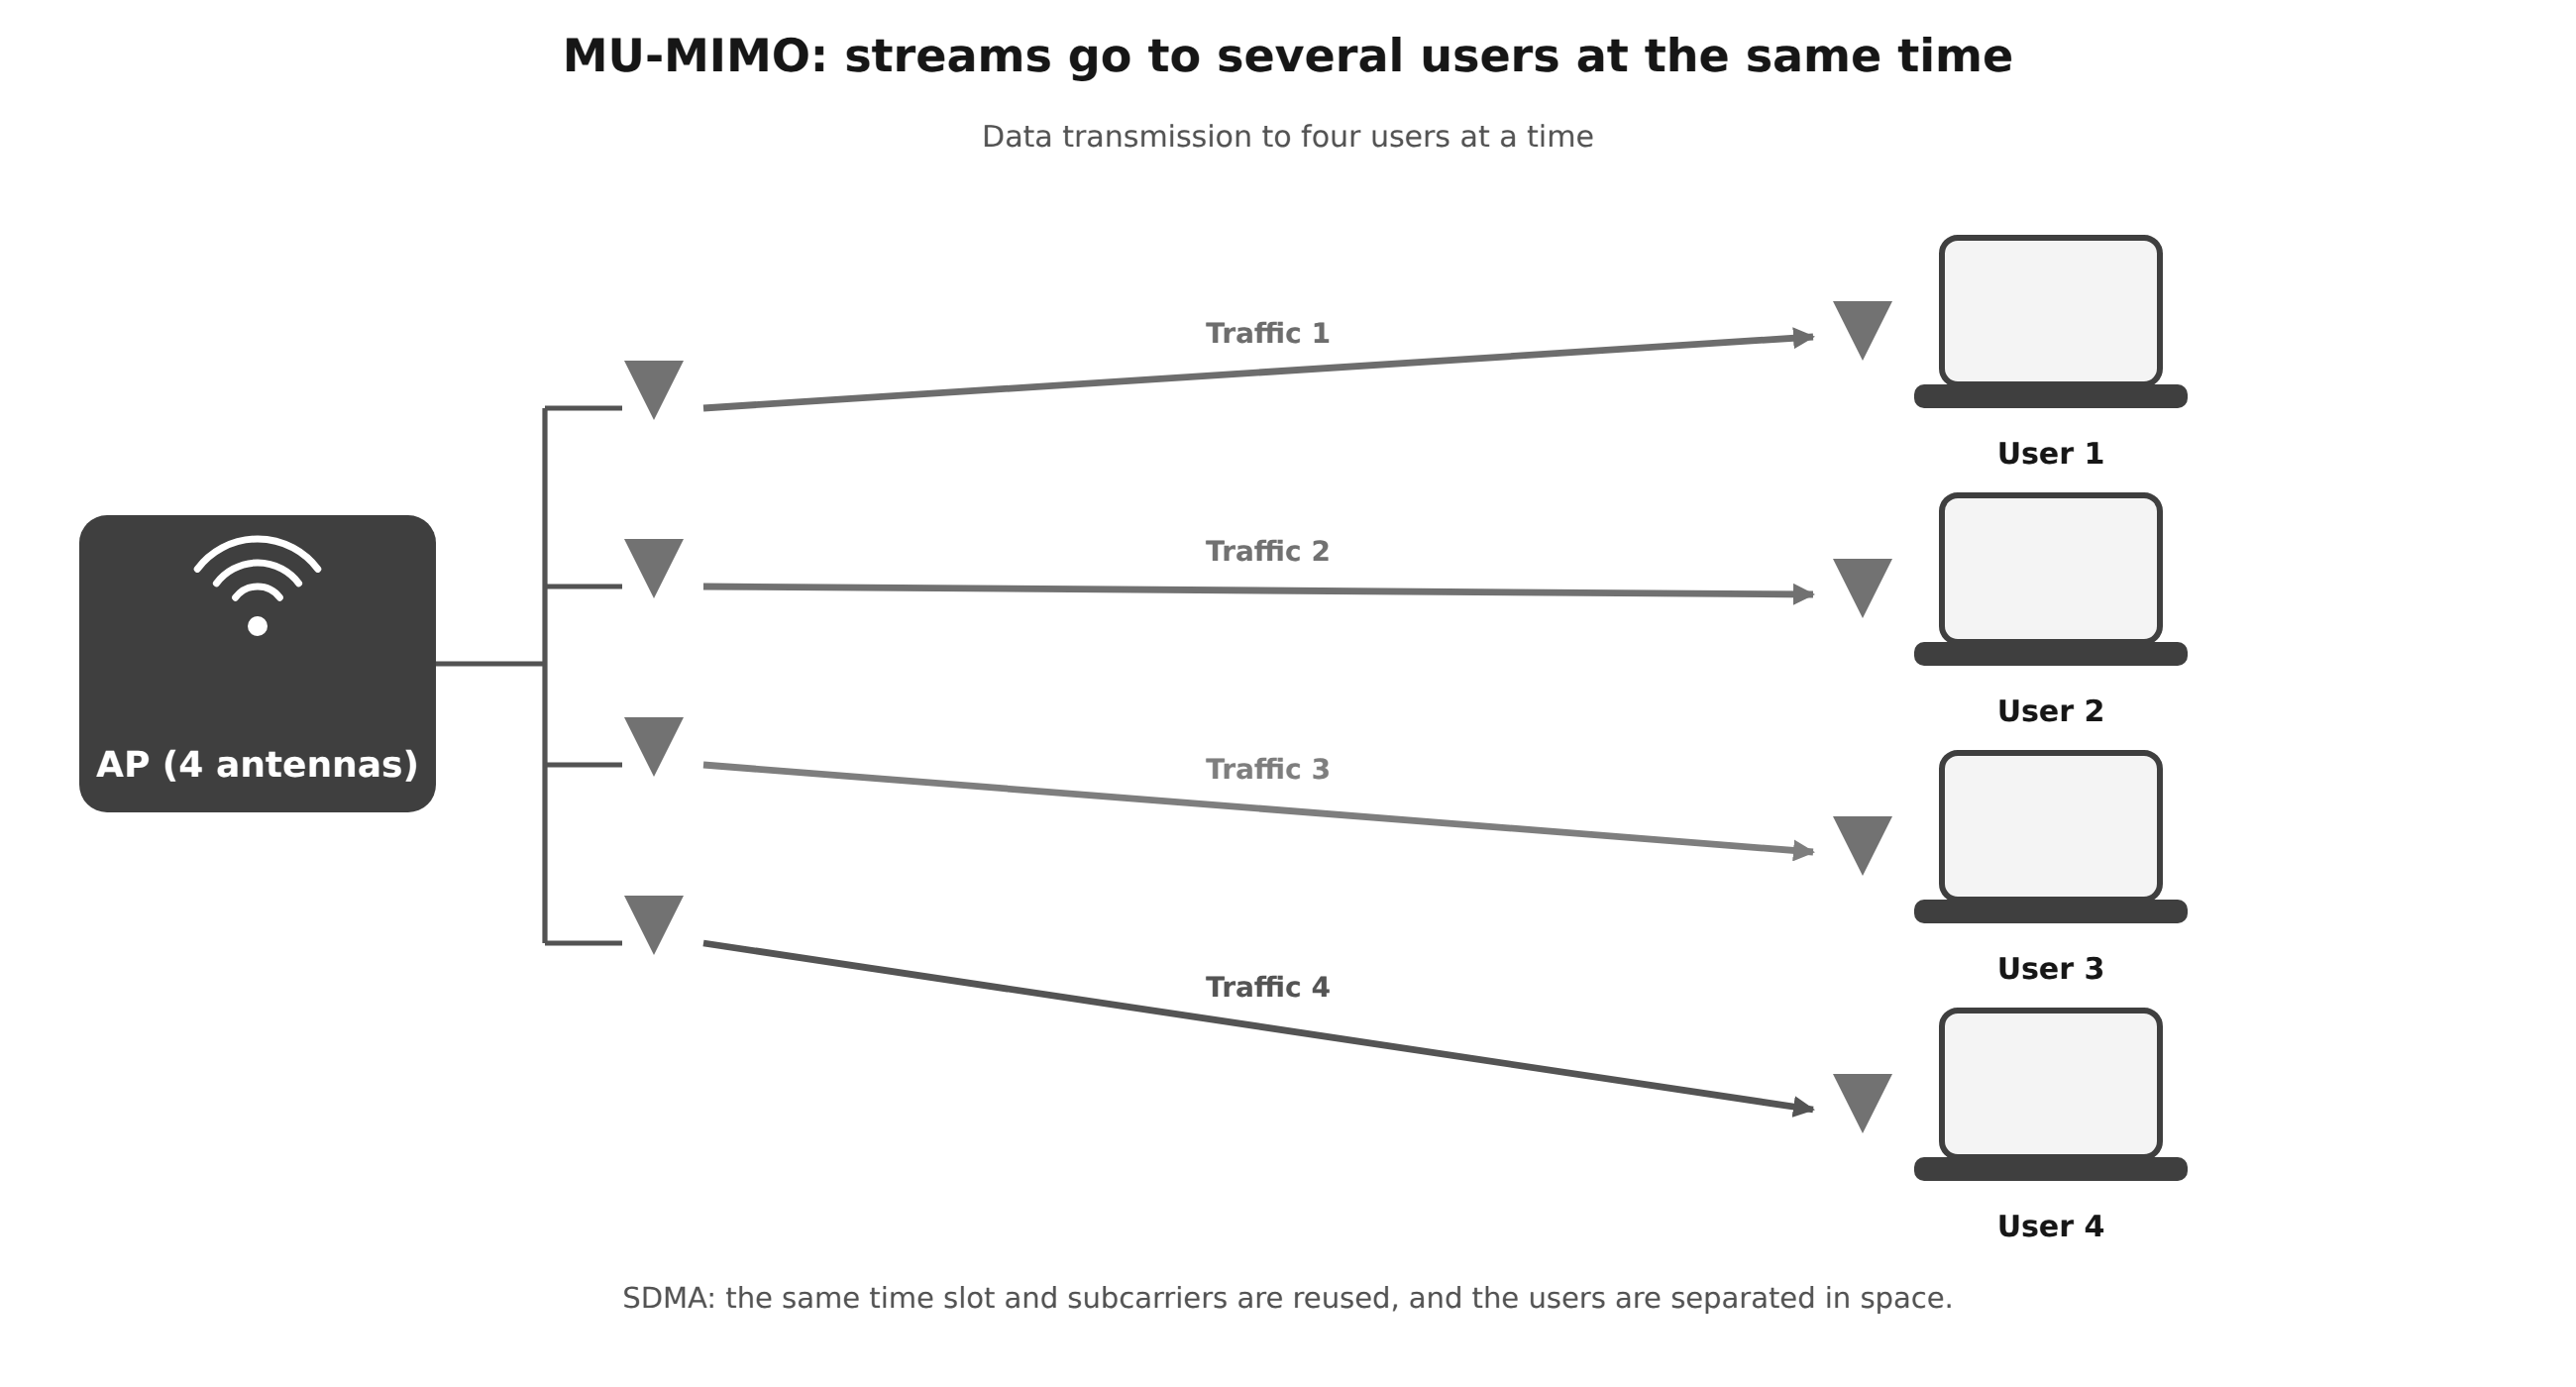 MU-MIMO: streams go to several users at the same time
Data transmission to four users at a time
Traffic 1
User 1
Traffic 2
User 2
AP (4 antennas)
Traffic 3
User 3
Traffic 4
User 4
SDMA: the same time slot and subcarriers are reused, and the users are separated in space.